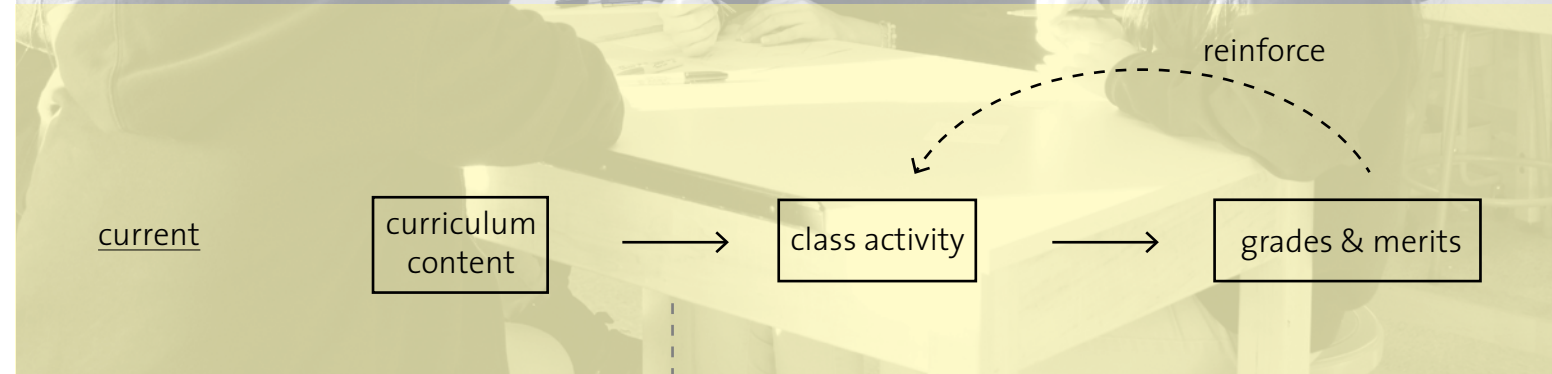 reinforce
current
curriculum
content
class activity
grades & merits